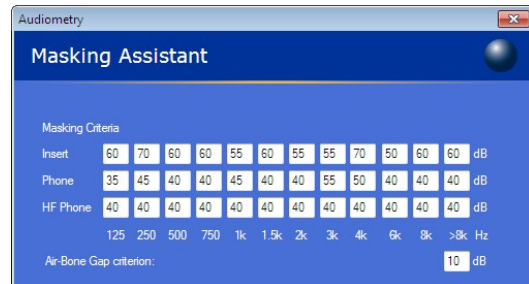 Audiometry
Masking Assistant
Masking Criteria
Insert 60 70 60 60 55 60 55 55 70 50 60 60 dB
Phone 35 45 40 40 45 40 40 55 50 40 40 40 dB
HF Phone 40 40 40 40 40 40 40 40 40 40 40 40 dB
125 250 500 750 1k 1.5k 2k 3k 4k 6k 8k >8k Hz
Air-Bone Gap criterion: 10 dB